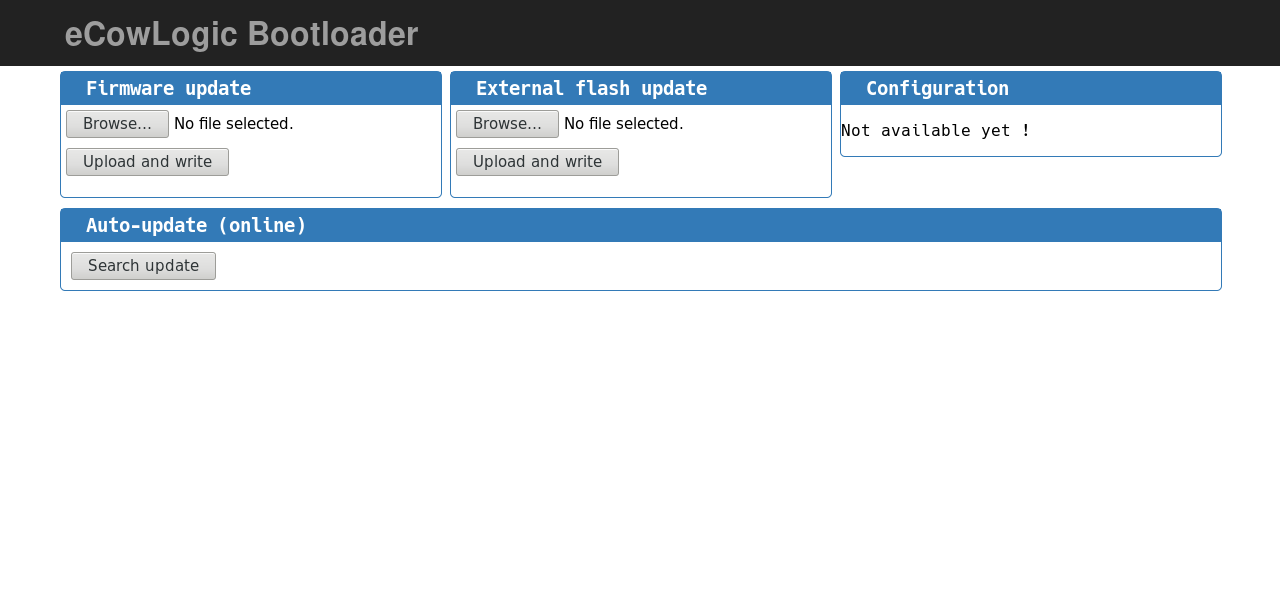 eCowLogic Bootloader
Firmware update
Browse... No file selected.
Upload and write
External flash update
Browse... No file selected.
Upload and write
Configuration
Not available yet !
Auto-update (online)
Search update